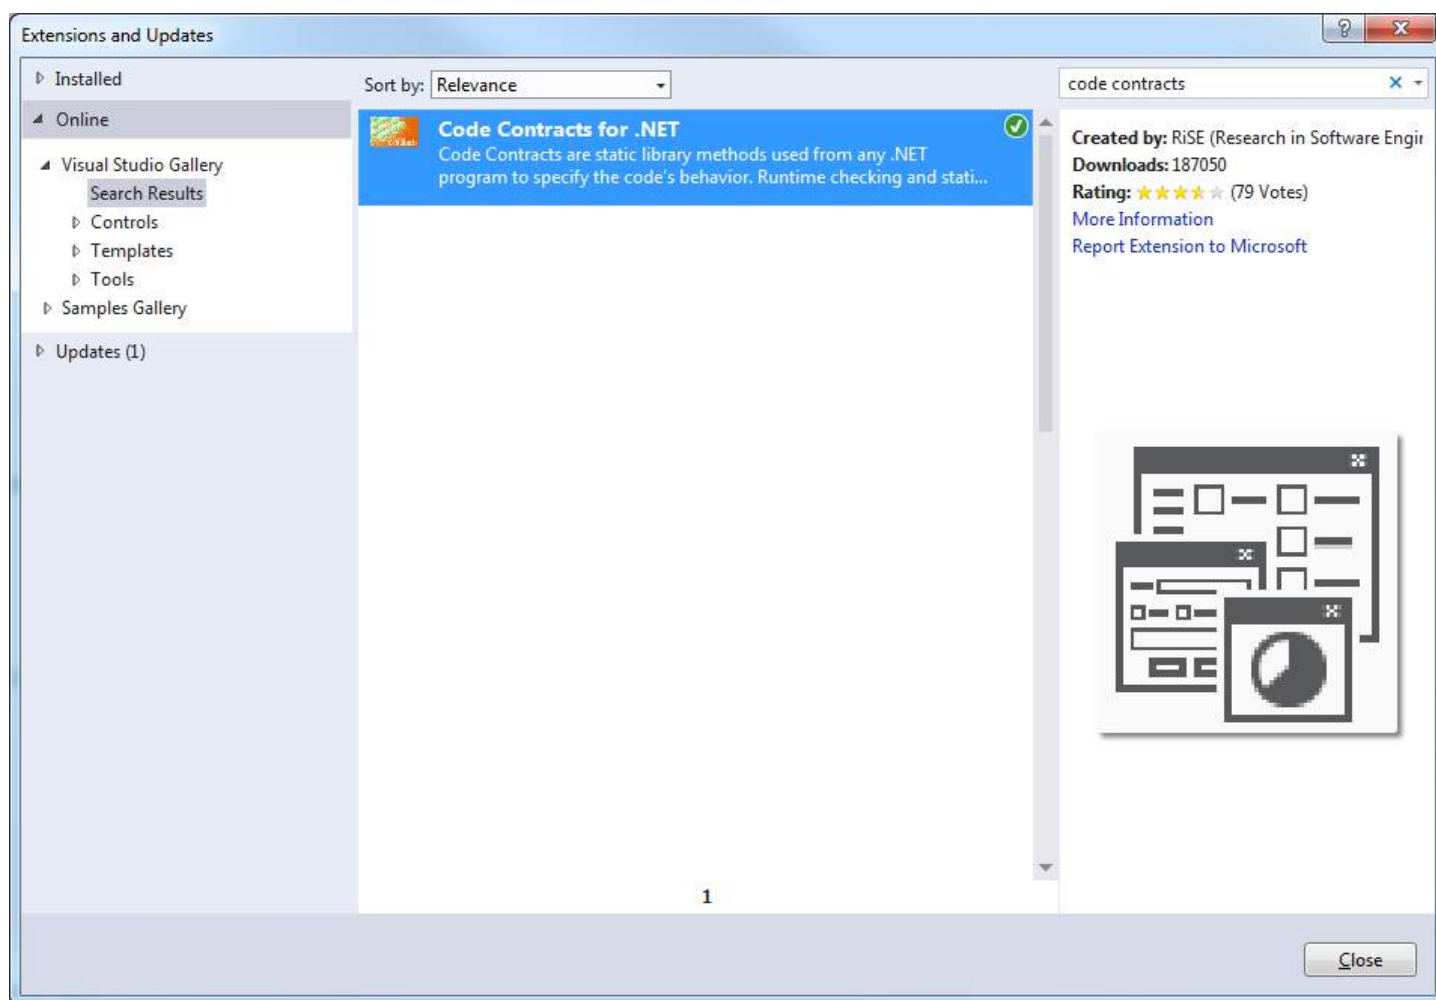 Extensions and Updates
Installed
Online
Visual Studio Gallery
Search Results
Controls
Templates
Tools
Samples Gallery
Updates (1)
Sort by: Relevance
Code Contracts for .NET
Code Contracts are static library methods used from any .NET
program to specify the code's behavior. Runtime checking and stati...
1
code contracts
Created by: RiSE (Research in Software Engir
Downloads: 187050
Rating: (79 Votes)
More Information
Report Extension to Microsoft
Close